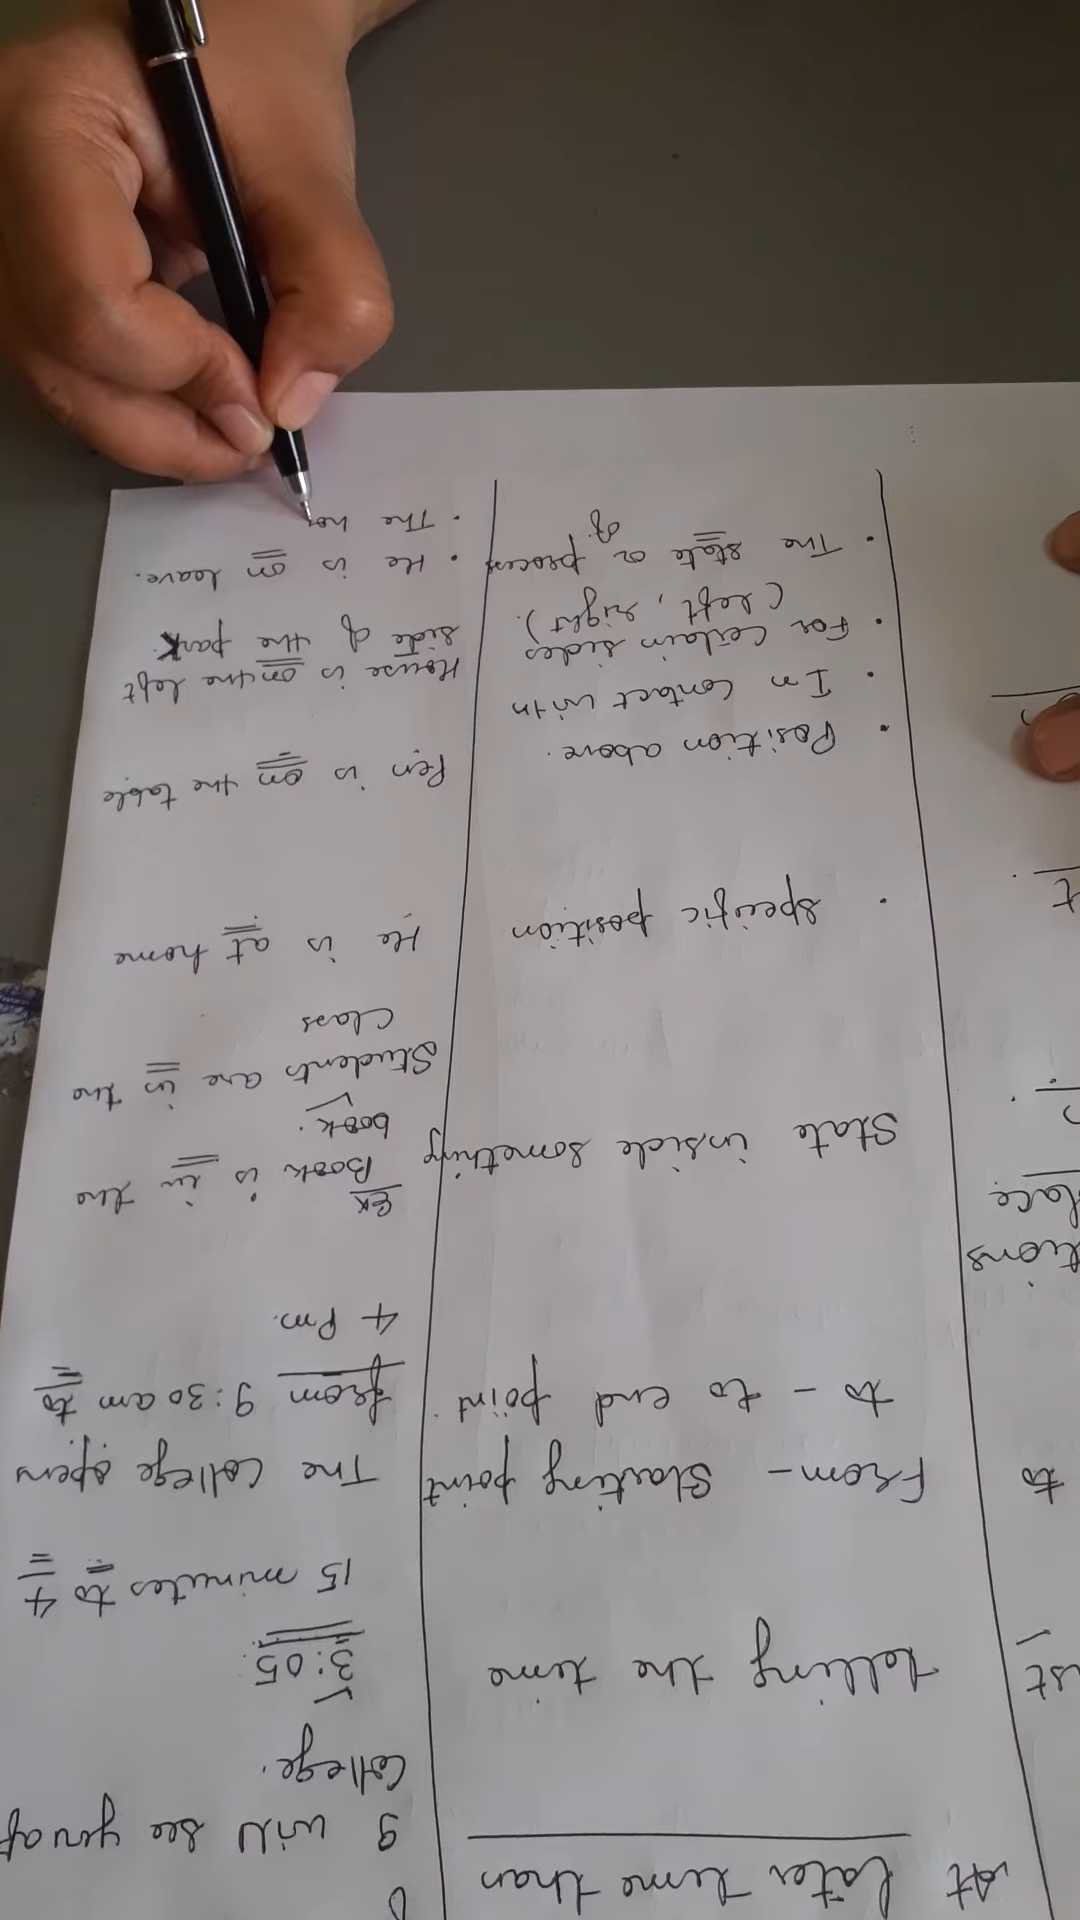 At later time than
I will see you af
College.
telling the time
3:05
15 minutes to 4
to
From - Starting point
The College opens
to - to end point.
from 9:30 am to
4 Pm.
State inside something
Ex
Book is in the
book.
Students are in the
Class
• Specific position
He is at home
• Position above.
Pen is on the table
• In contact with
House is on the left
• For certain sides
side of the park
(left, right).
• The state of a process
• He is on leave.
• The ho